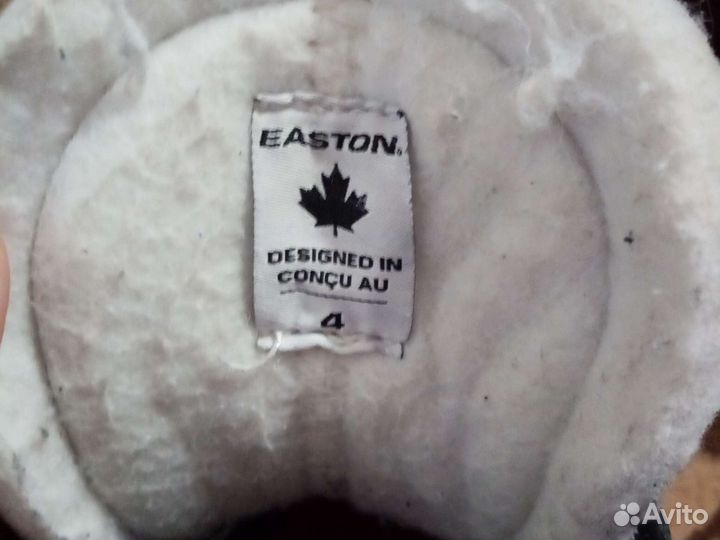 EASTON
DESIGNED IN
CONÇU AU
4
Avito